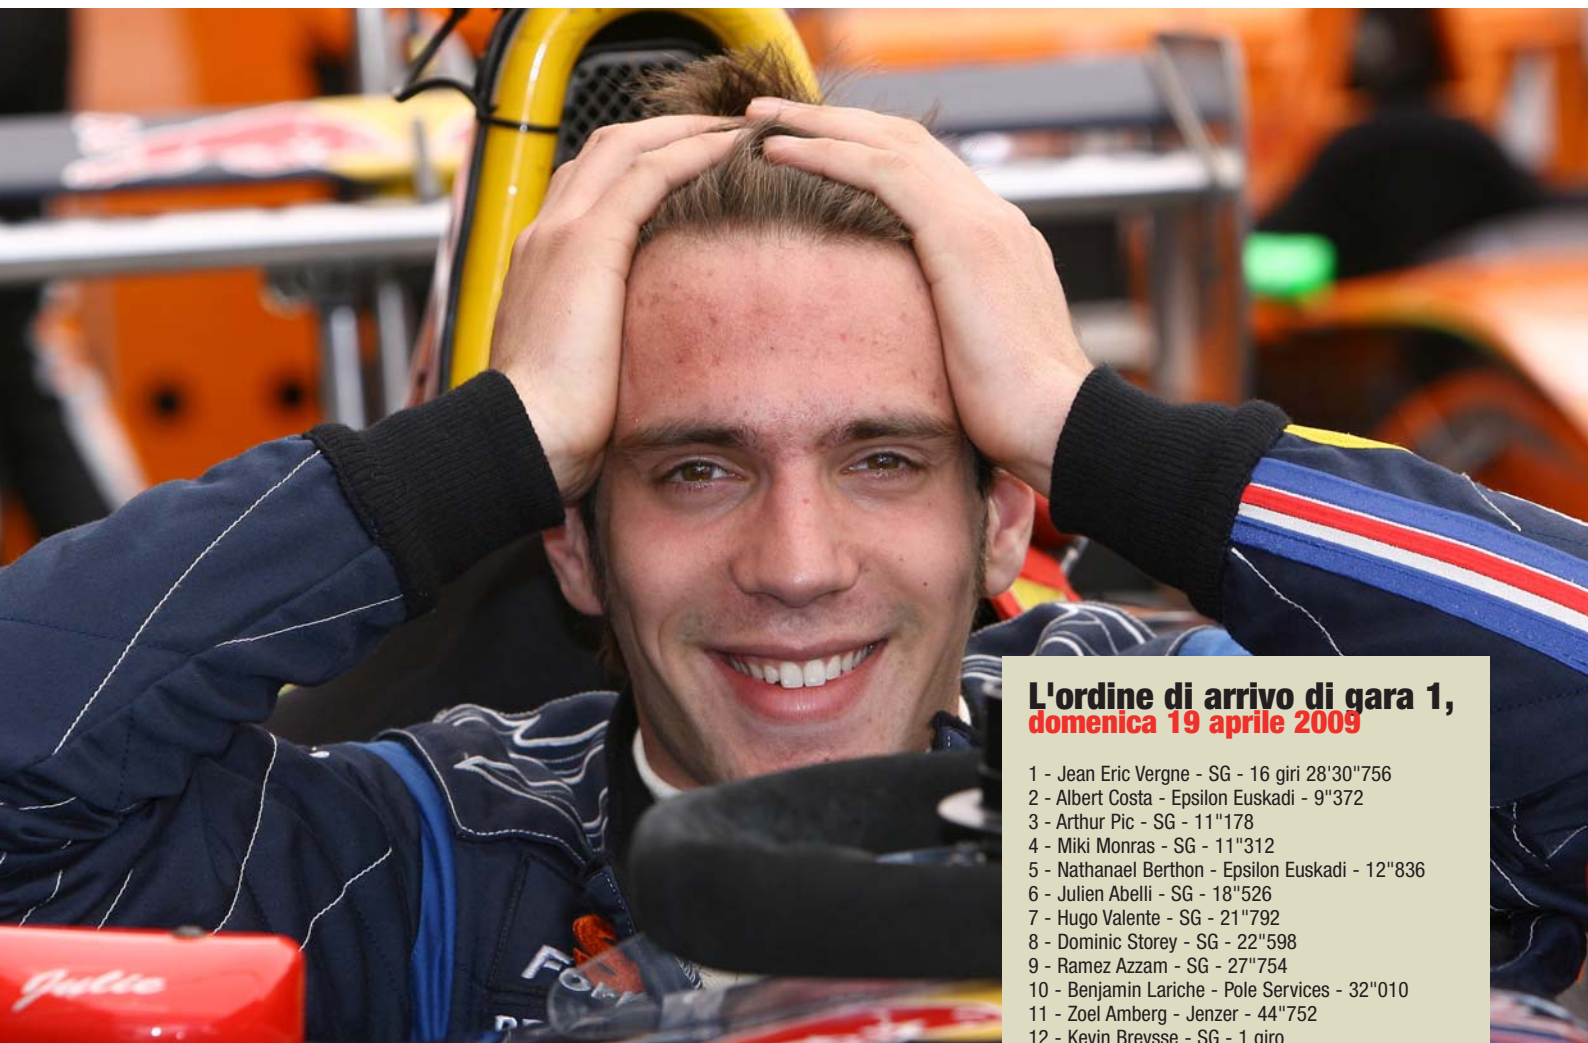 L'ordine di arrivo di gara 1,
domenica 19 aprile 2009
1 - Jean Eric Vergne - SG - 16 giri 28'30"756
2 - Albert Costa - Epsilon Euskadi - 9"372
3 - Arthur Pic - SG - 11"178
4 - Miki Monras - SG - 11"312
5 - Nathanael Berthon - Epsilon Euskadi - 12"836
6 - Julien Abelli - SG - 18"526
7 - Hugo Valente - SG - 21"792
8 - Dominic Storey - SG - 22"598
9 - Ramez Azzam - SG - 27"754
10 - Benjamin Lariche - Pole Services - 32"010
11 - Zoel Amberg - Jenzer - 44"752
12 - Kevin Breysse - SG - 1 giro
Julie